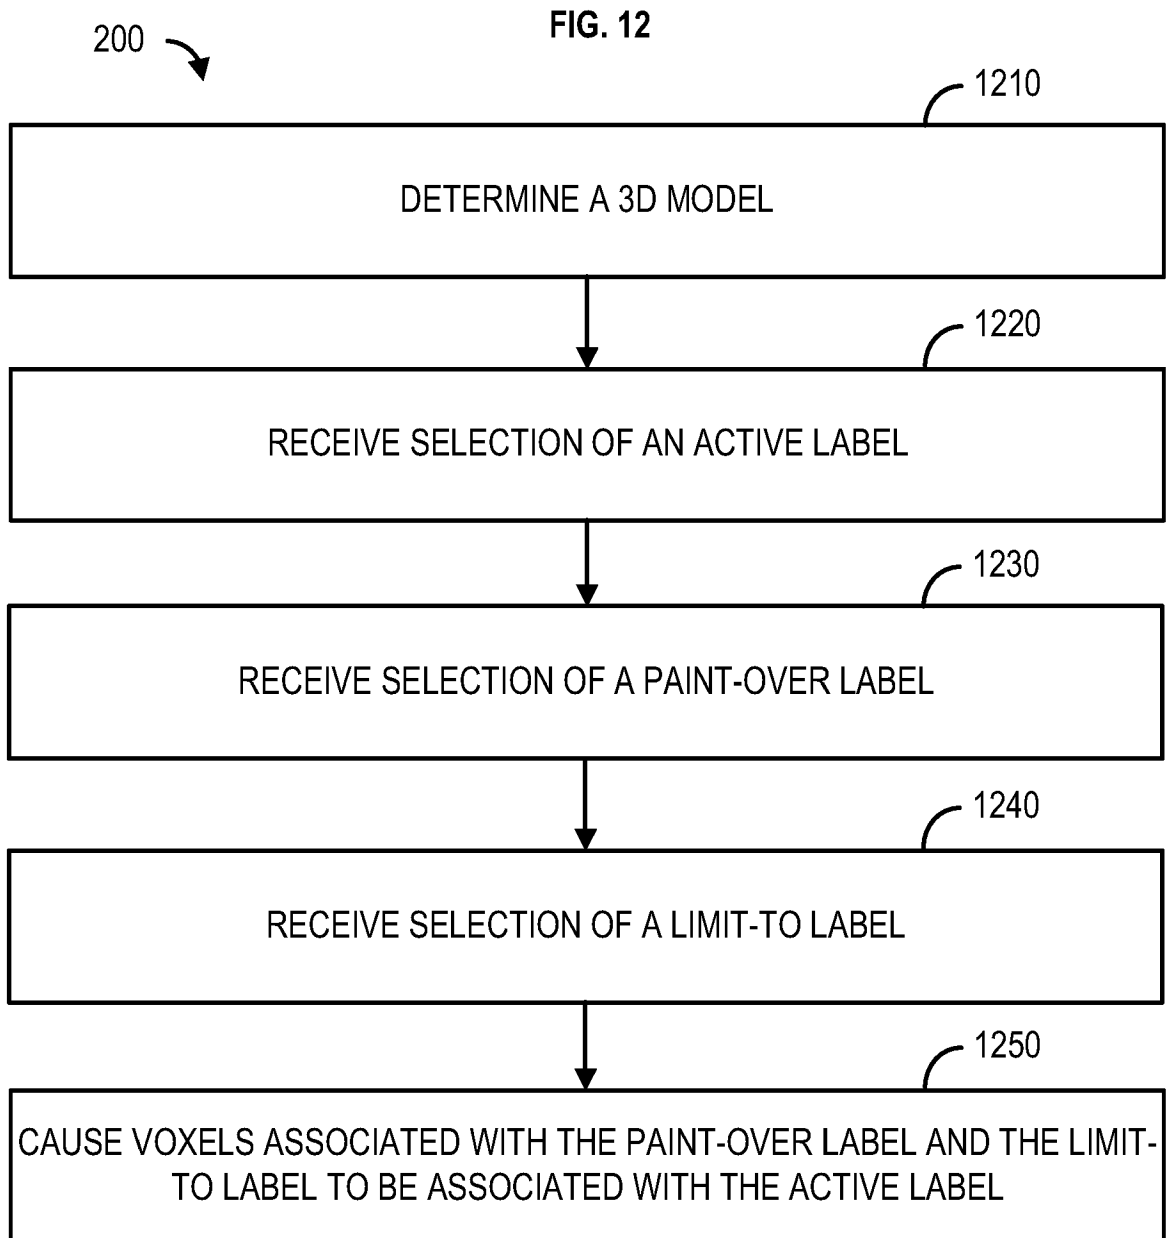 FIG. 12
200
1210
DETERMINE A 3D MODEL
1220
RECEIVE SELECTION OF AN ACTIVE LABEL
1230
RECEIVE SELECTION OF A PAINT-OVER LABEL
1240
RECEIVE SELECTION OF A LIMIT-TO LABEL
1250
CAUSE VOXELS ASSOCIATED WITH THE PAINT-OVER LABEL AND THE LIMIT-
TO LABEL TO BE ASSOCIATED WITH THE ACTIVE LABEL